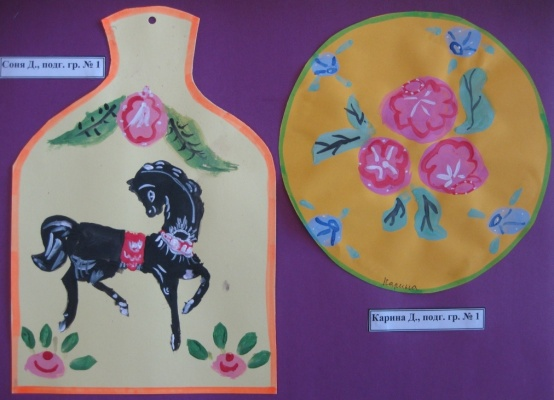 Соня Д., подг. гр. № 1
Карина
Карина Д., подг. гр. № 1